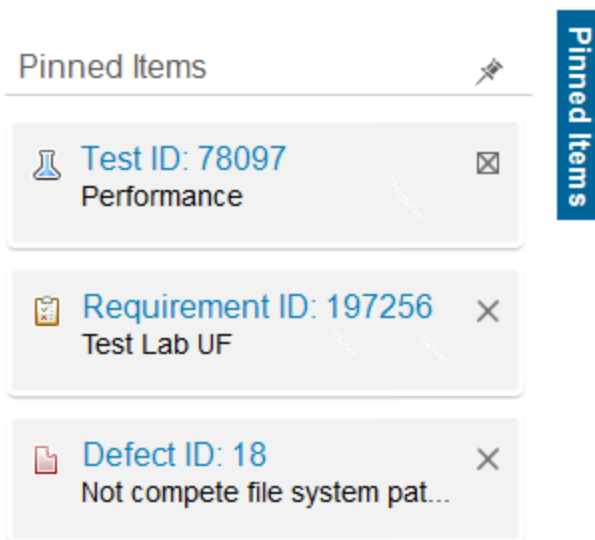 Pinned Items
Test ID: 78097
Performance
Requirement ID: 197256
Test Lab UF
Defect ID: 18
Not compete file system pat...
Pinned Items